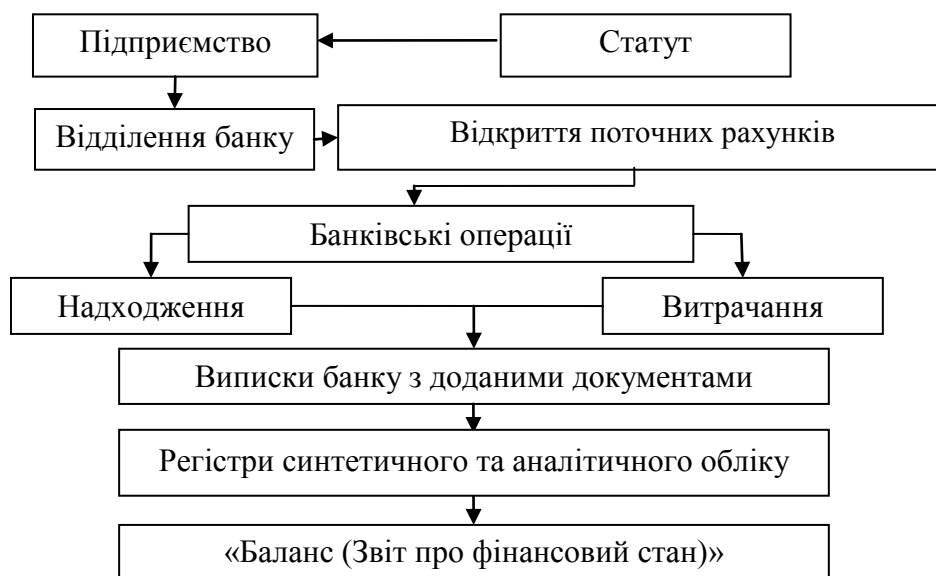 Підприємство
Статут
Відділення банку
Відкриття поточних рахунків
Банківські операції
Надходження
Витрачання
Виписки банку з доданими документами
Регістри синтетичного та аналітичного обліку
«Баланс (Звіт про фінансовий стан)»